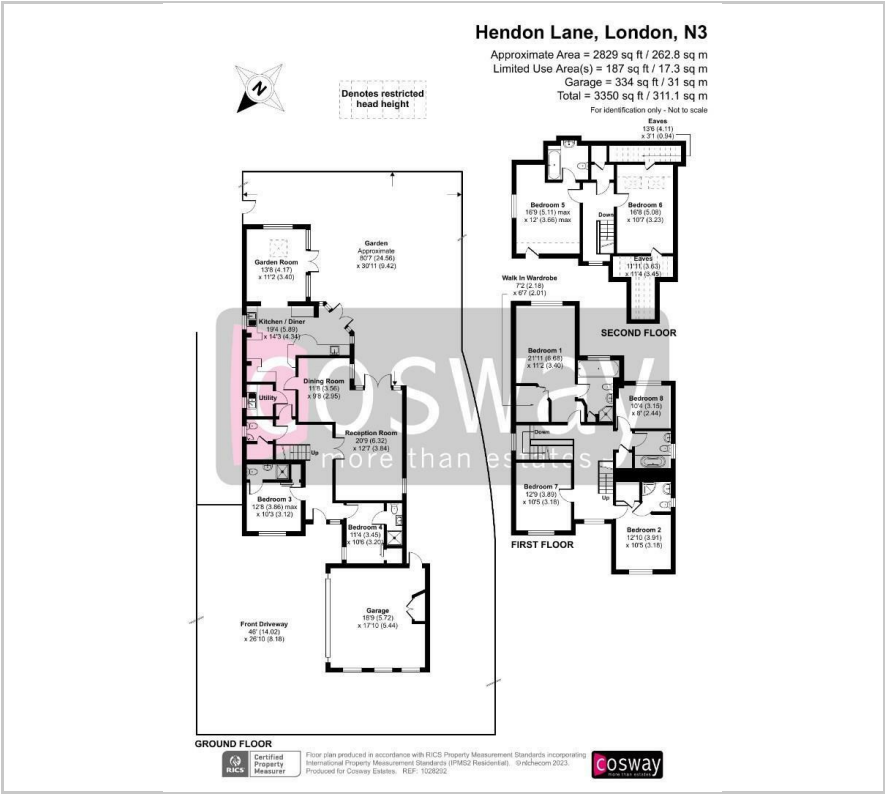 Hendon Lane, London, N3
Approximate Area = 2829 sq ft / 262.8 sq m
Limited Use Area(s) = 187 sq ft / 17.3 sq m
Garage = 334 sq ft / 31 sq m
Total = 3350 sq ft / 311.1 sq m
For identification only - Not to scale
N
Denotes restricted
head height
Eaves
13'6 (4.11)
x 3'1 (0.94)
Bedroom 5
16'9 (5.11) max
x 12' (3.66) max
Down
Bedroom 6
16'8 (5.08)
x 10'7 (3.23)
Eaves
11'11 (3.63)
x 11'4 (3.45)
SECOND FLOOR
Garden
Approximate
80'7 (24.56)
x 30'11 (9.42)
Garden Room
13'8 (4.17)
x 11'2 (3.40)
Kitchen / Diner
19'4 (5.89)
x 14'3 (4.34)
Dining Room
11'8 (3.56)
x 9'8 (2.95)
Utility
Reception Room
20'9 (6.32)
x 12'7 (3.84)
Up
Bedroom 3
12'8 (3.86) max
x 10'3 (3.12)
Bedroom 4
11'4 (3.45)
x 10'6 (3.20)
Garage
18'9 (5.72)
x 17'10 (5.44)
Front Driveway
46' (14.02)
x 26'10 (8.18)
GROUND FLOOR
Walk In Wardrobe
7'2 (2.18)
x 6'7 (2.01)
Bedroom 1
21'11 (6.68)
x 11'2 (3.40)
Bedroom 8
10'4 (3.15)
x 8' (2.44)
Down
Bedroom 7
12'9 (3.89)
x 10'5 (3.18)
Up
Bedroom 2
12'10 (3.91)
x 10'5 (3.18)
FIRST FLOOR
cosway
more than estates
RICS
Certified
Property
Measurer
Floor plan produced in accordance with RICS Property Measurement Standards incorporating
International Property Measurement Standards (IPMS2 Residential). ©nichecom 2023.
Produced for Cosway Estates. REF: 1028202
cosway
more than estates